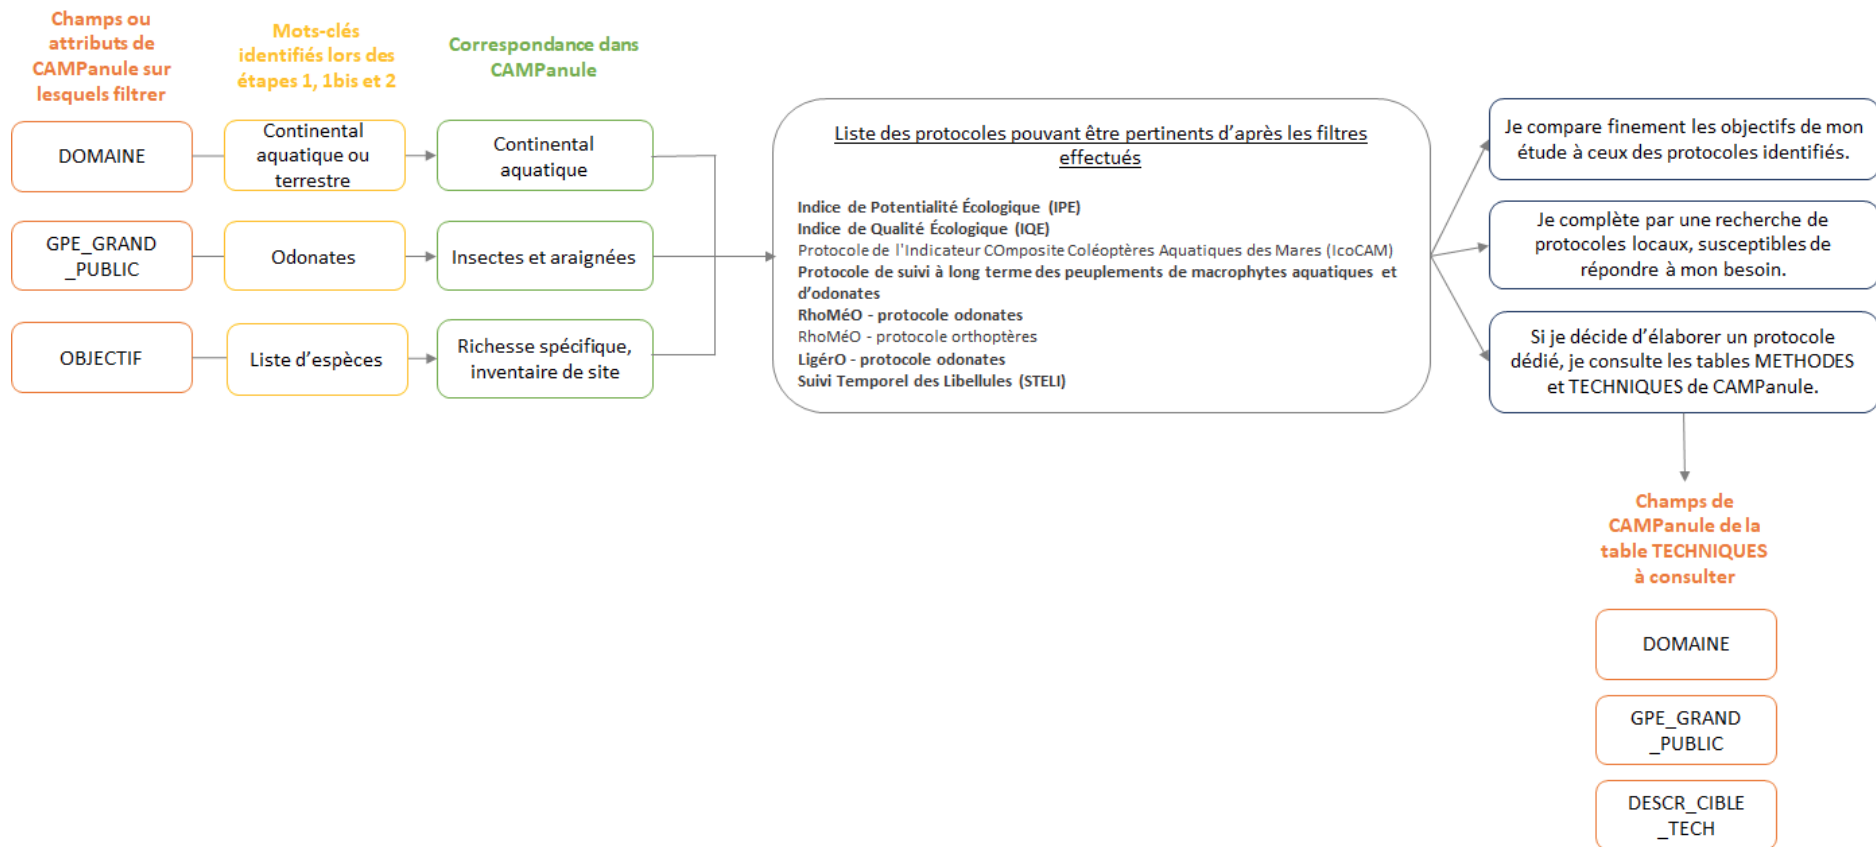 Champs ou
attributs de
CAMPanule sur
lesquels filtrer
Mots-clés
identifiés lors des
étapes 1, 1bis et 2
Correspondance dans
CAMPanule
DOMAINE
Continental
aquatique ou
terrestre
Continental
aquatique
GPE_GRAND
_PUBLIC
Odonates
Insectes et araignées
OBJECTIF
Liste d’espèces
Richesse spécifique,
inventaire de site
Liste des protocoles pouvant être pertinents d’après les filtres
effectués
Indice de Potentialité Écologique (IPE)
Indice de Qualité Écologique (IQE)
Protocole de l'Indicateur COmposite Coléoptères Aquatiques des Mares (IcoCAM)
Protocole de suivi à long terme des peuplements de macrophytes aquatiques et
d’odonates
RhoMéO - protocole odonates
RhoMéO - protocole orthoptères
LigérO - protocole odonates
Suivi Temporel des Libellules (STELI)
Je compare finement les objectifs de mon
étude à ceux des protocoles identifiés.
Je complète par une recherche de
protocoles locaux, susceptibles de
répondre à mon besoin.
Si je décide d’élaborer un protocole
dédié, je consulte les tables METHODES
et TECHNIQUES de CAMPanule.
Champs de
CAMPanule de la
table TECHNIQUES
à consulter
DOMAINE
GPE_GRAND
_PUBLIC
DESCR_CIBLE
_TECH